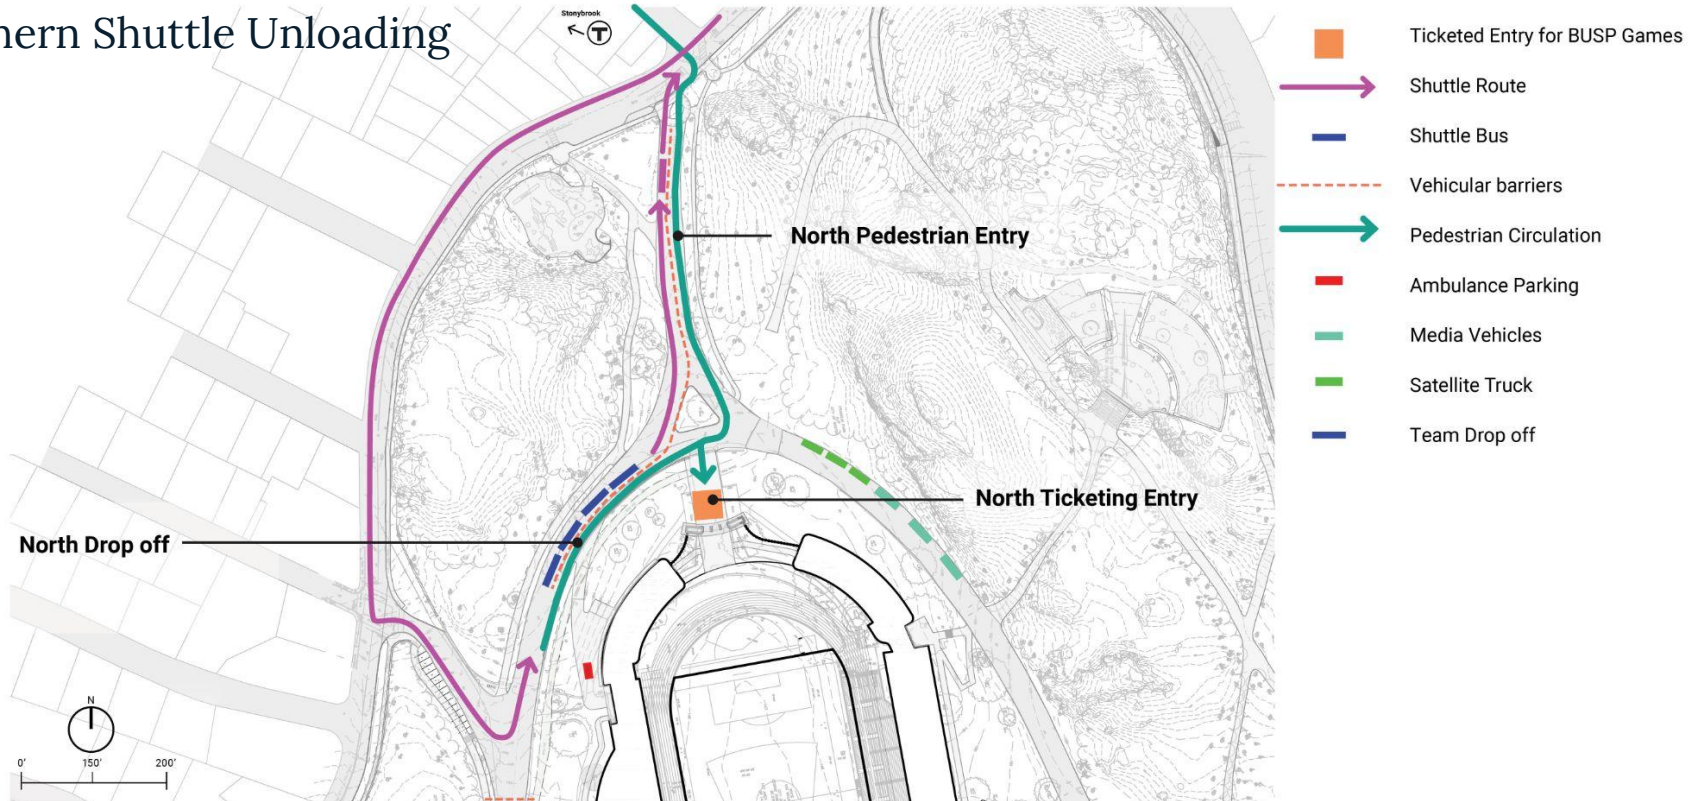 hern Shuttle Unloading
Stonybrook
T
Ticketed Entry for BUSP Games
Shuttle Route
Shuttle Bus
Vehicular barriers
Pedestrian Circulation
Ambulance Parking
Media Vehicles
Satellite Truck
Team Drop off
North Pedestrian Entry
North Ticketing Entry
North Drop off
N
0' 150' 200'